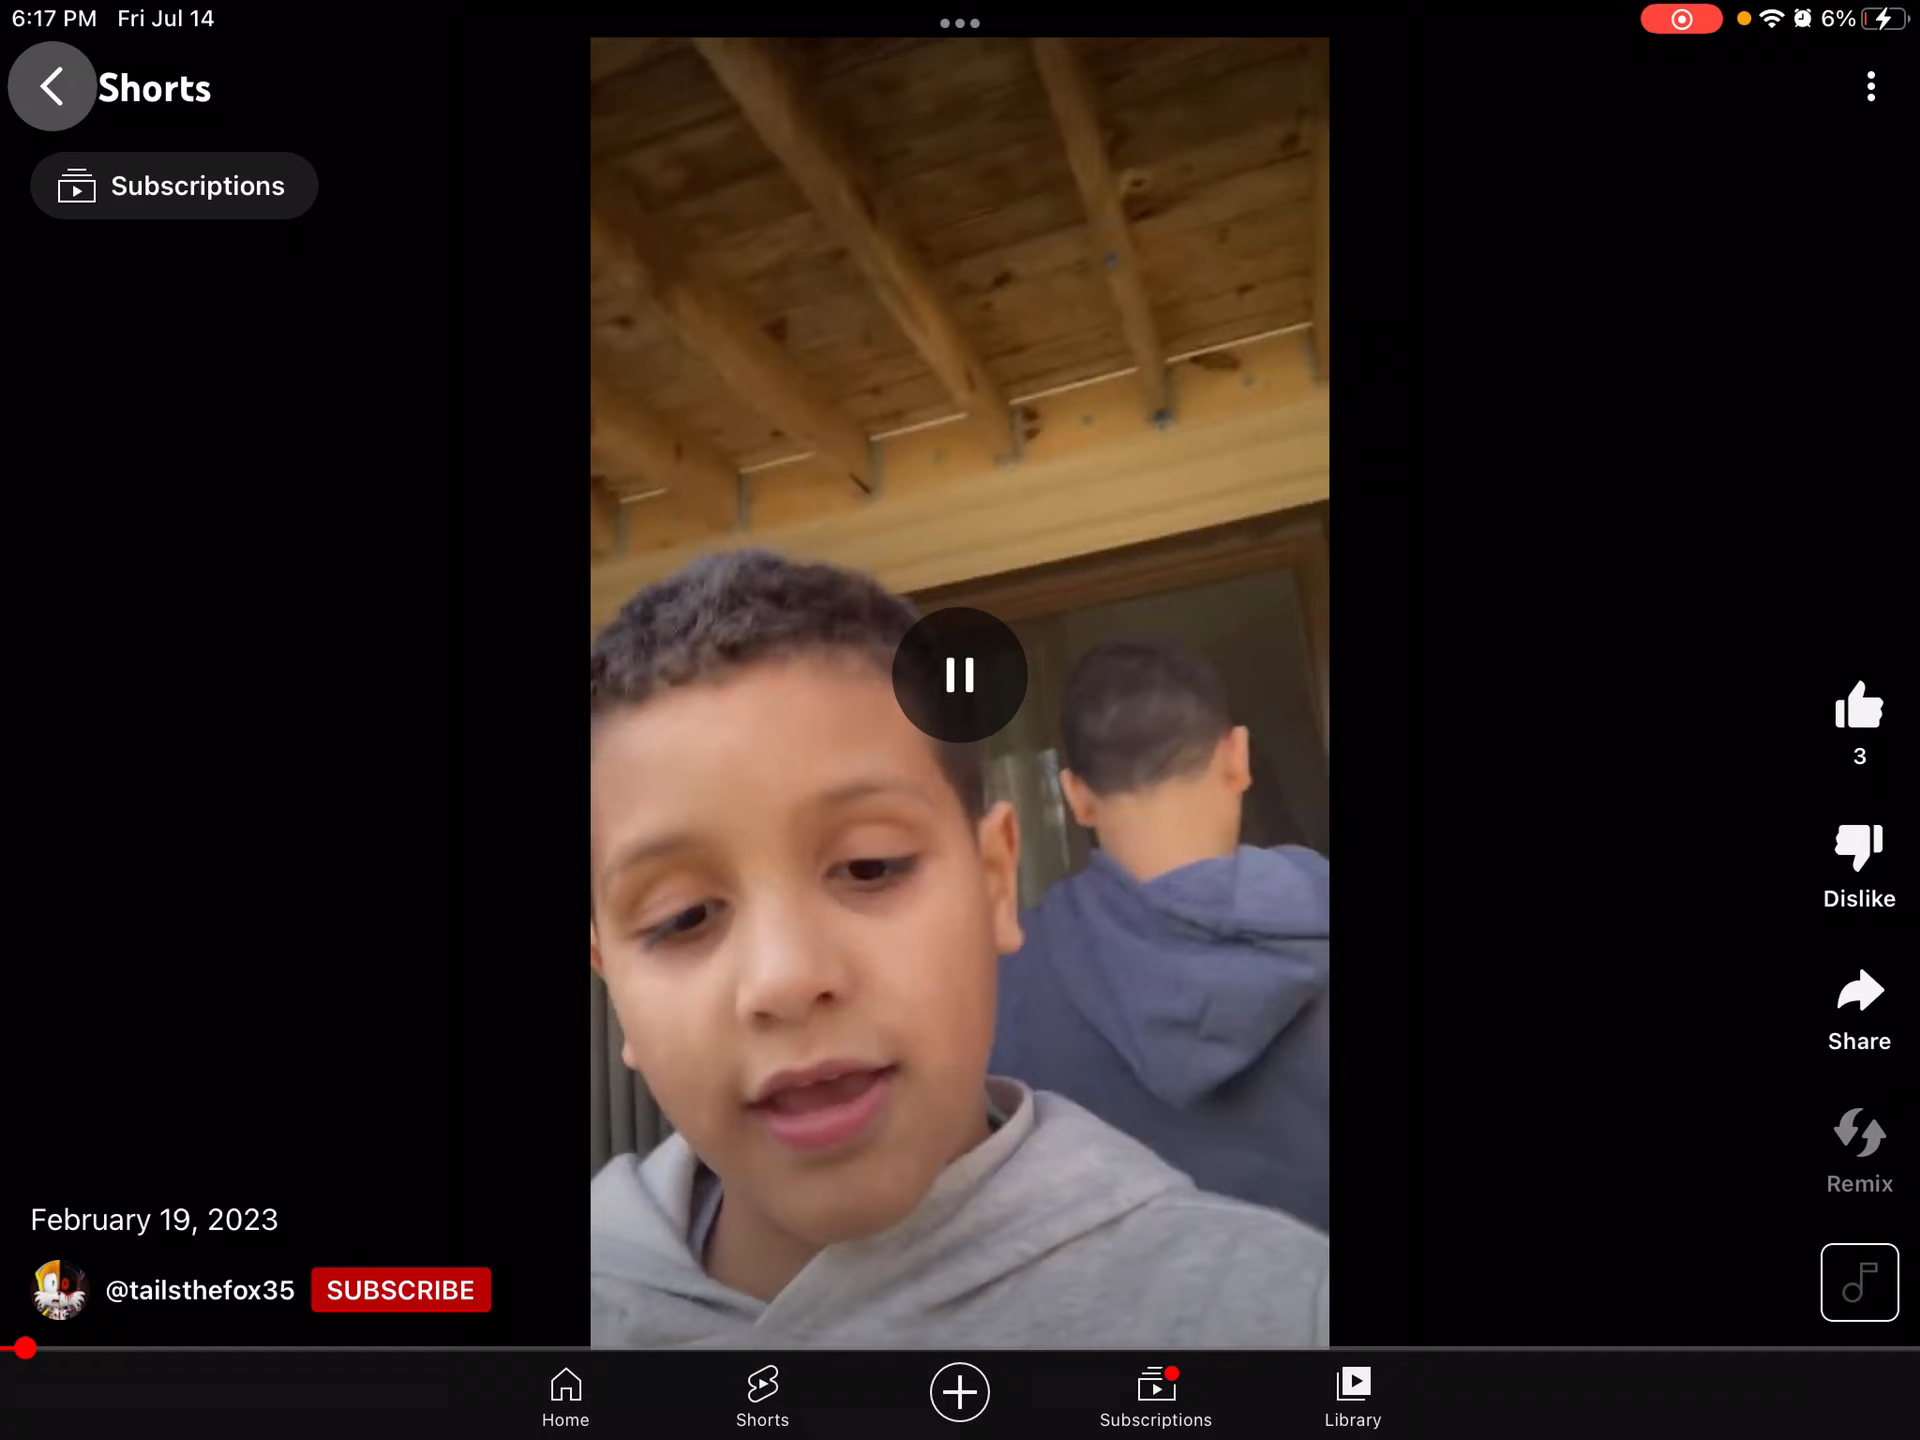 6:17 PM Fri Jul 14
6%
Shorts
Subscriptions
3
Dislike
Share
Remix
February 19, 2023
@tailsthefox35 SUBSCRIBE
Home Shorts Subscriptions Library